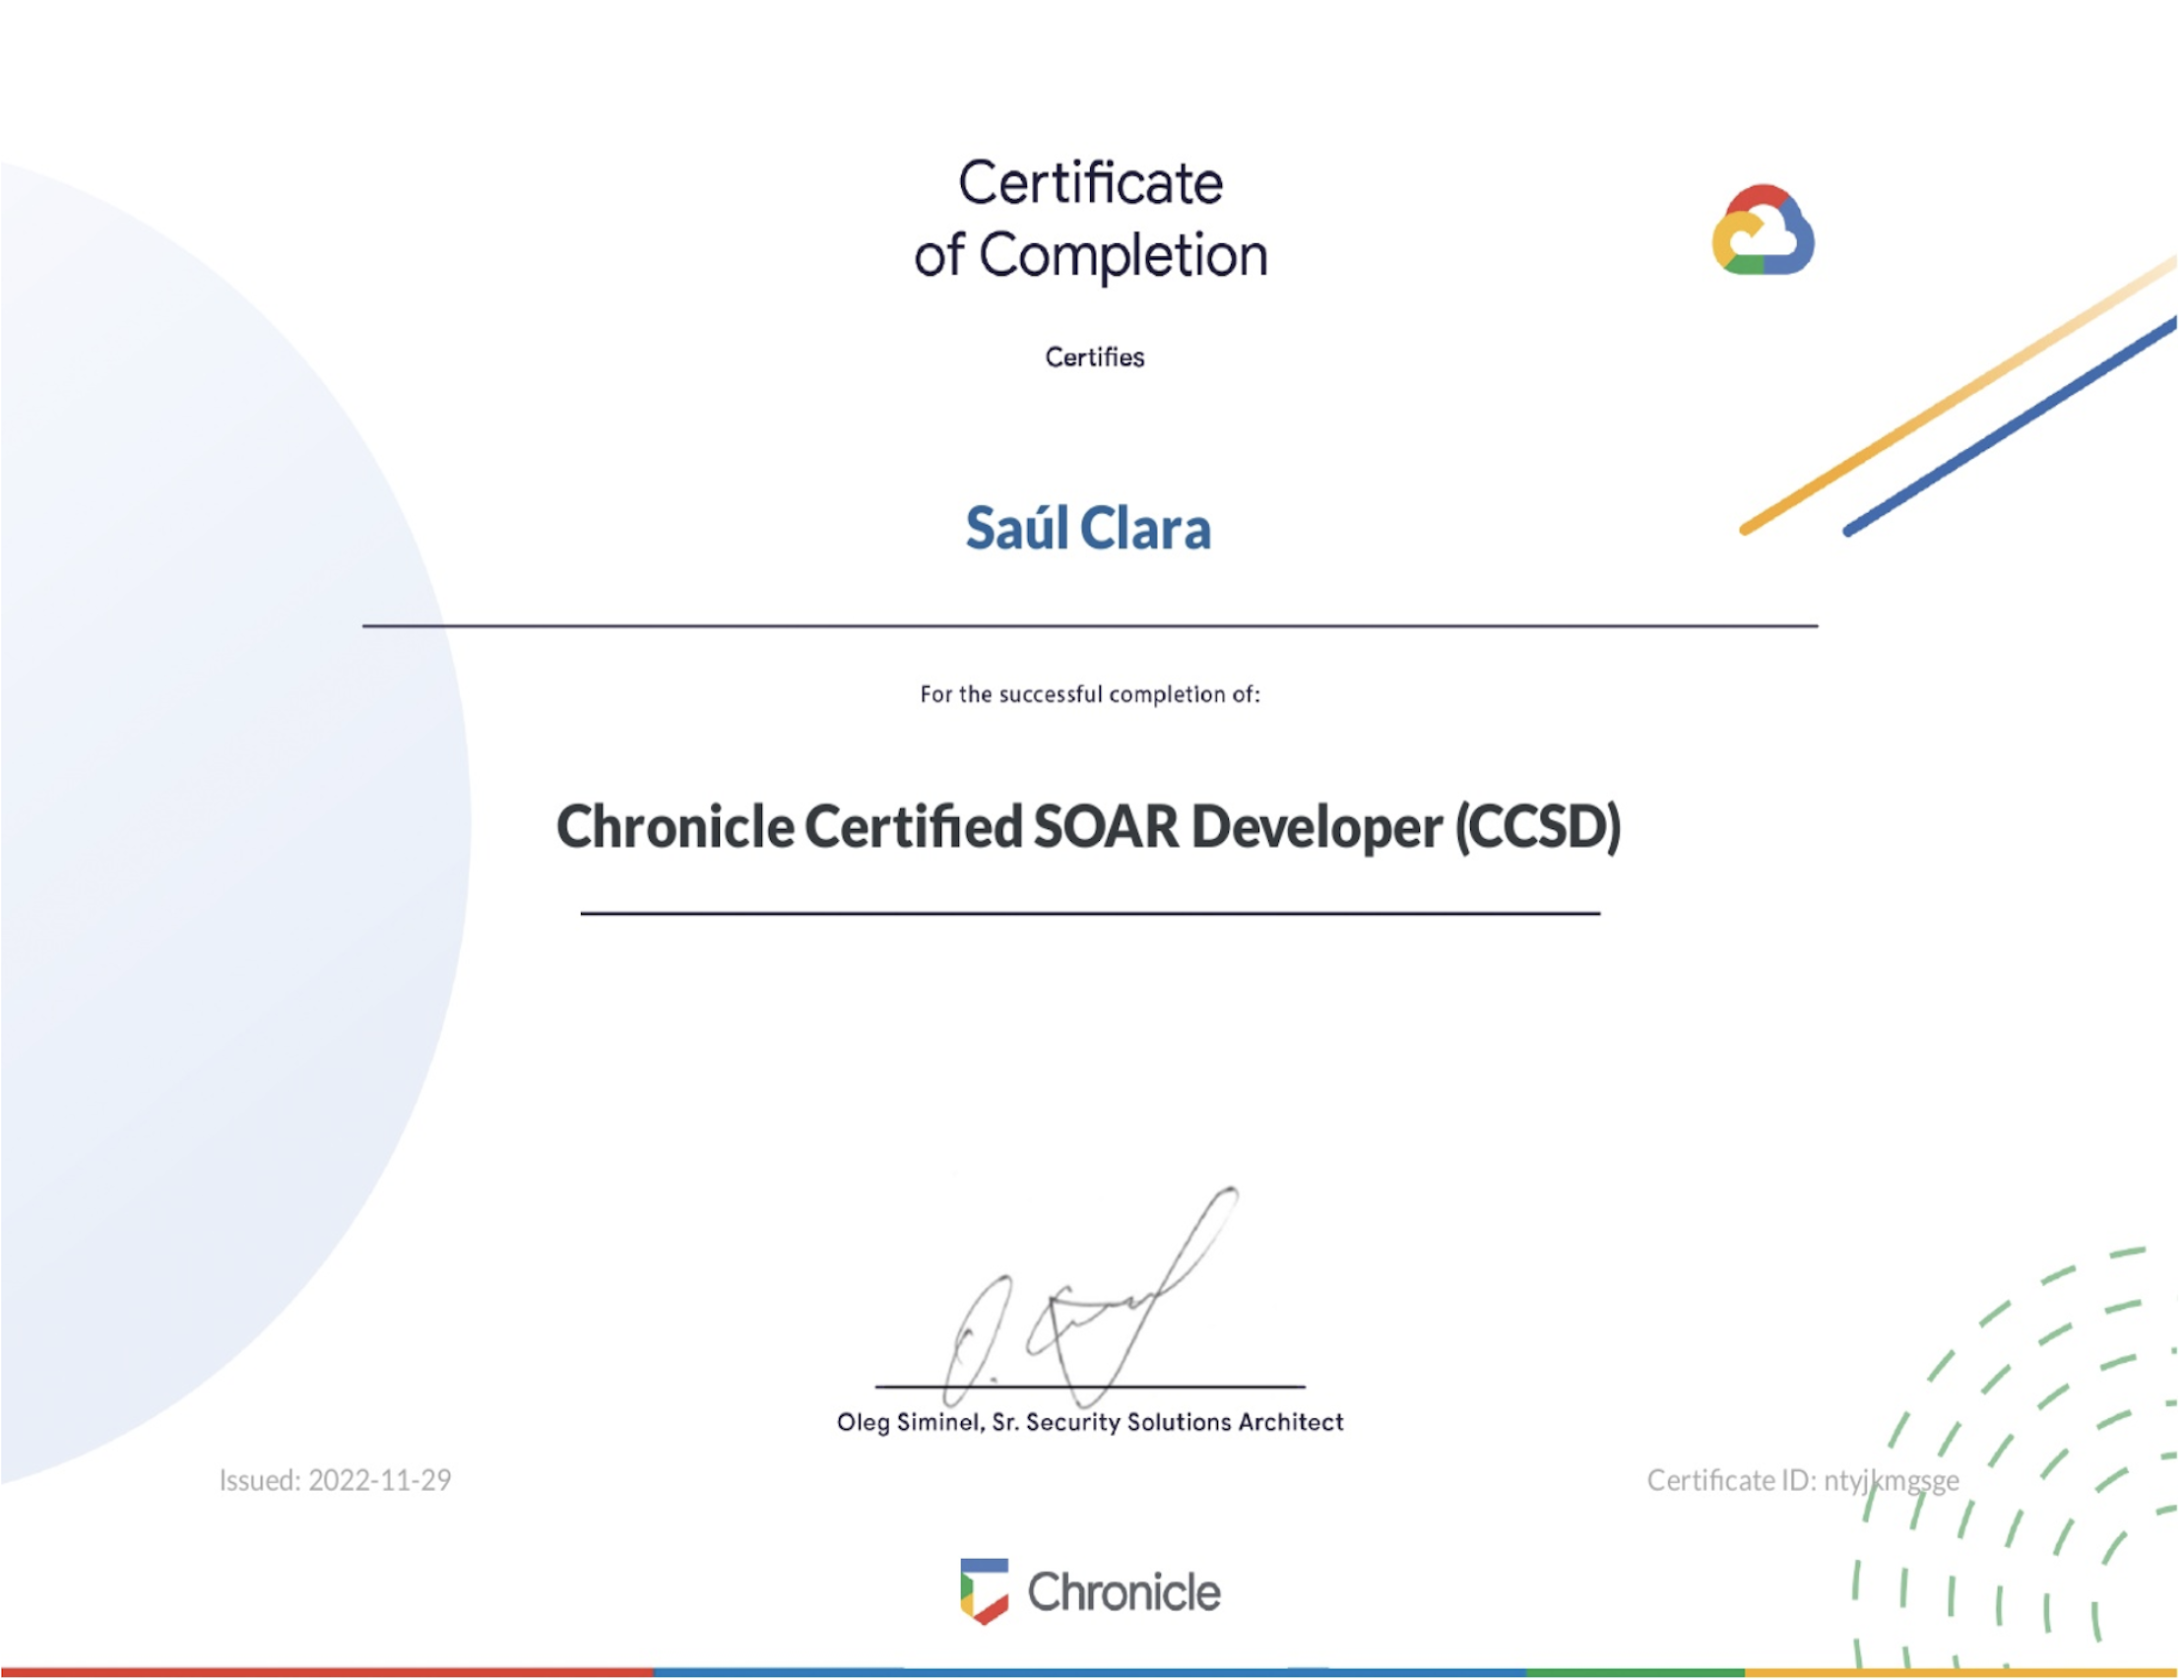 Certificate
of Completion
Certifies
Saúl Clara
For the successful completion of:
Chronicle Certified SOAR Developer (CCSD)
Oleg Siminel, Sr. Security Solutions Architect
Issued: 2022-11-29
Certificate ID: ntyjkmgsge
Chronicle